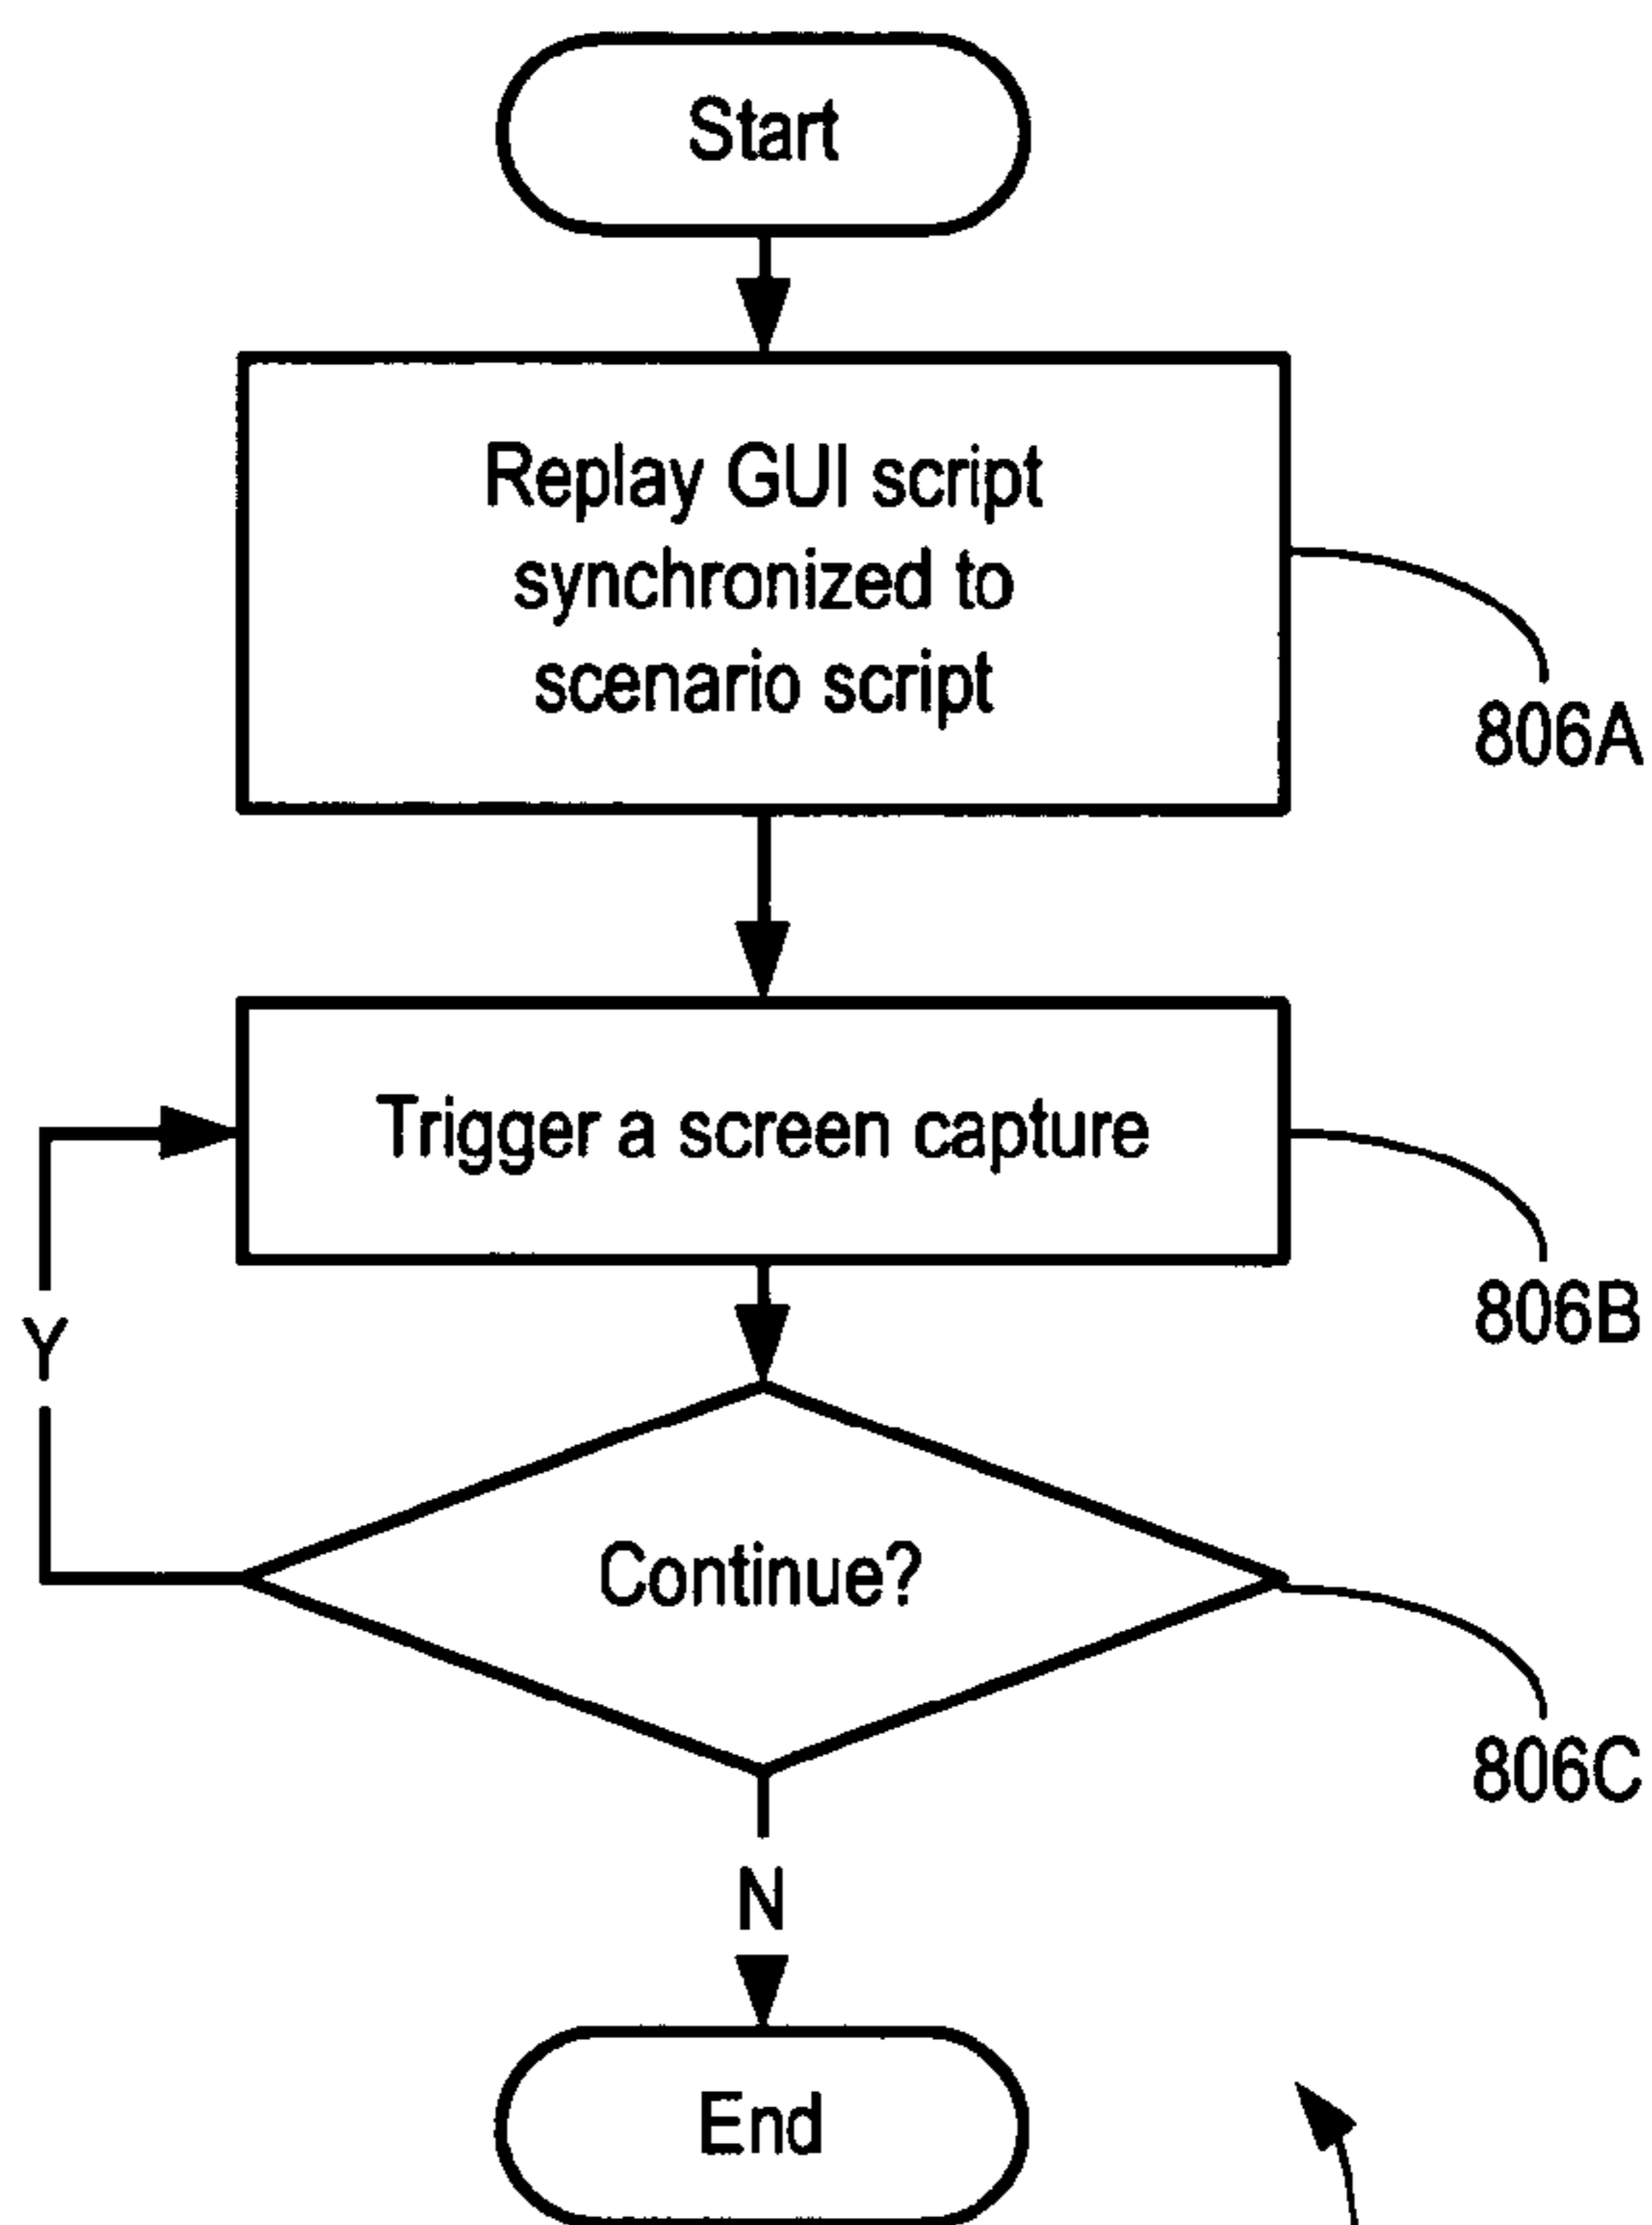 Start
Replay GUI script
synchronized to
scenario script
806A
Trigger a screen capture
806B
Y
Continue?
806C
N
End